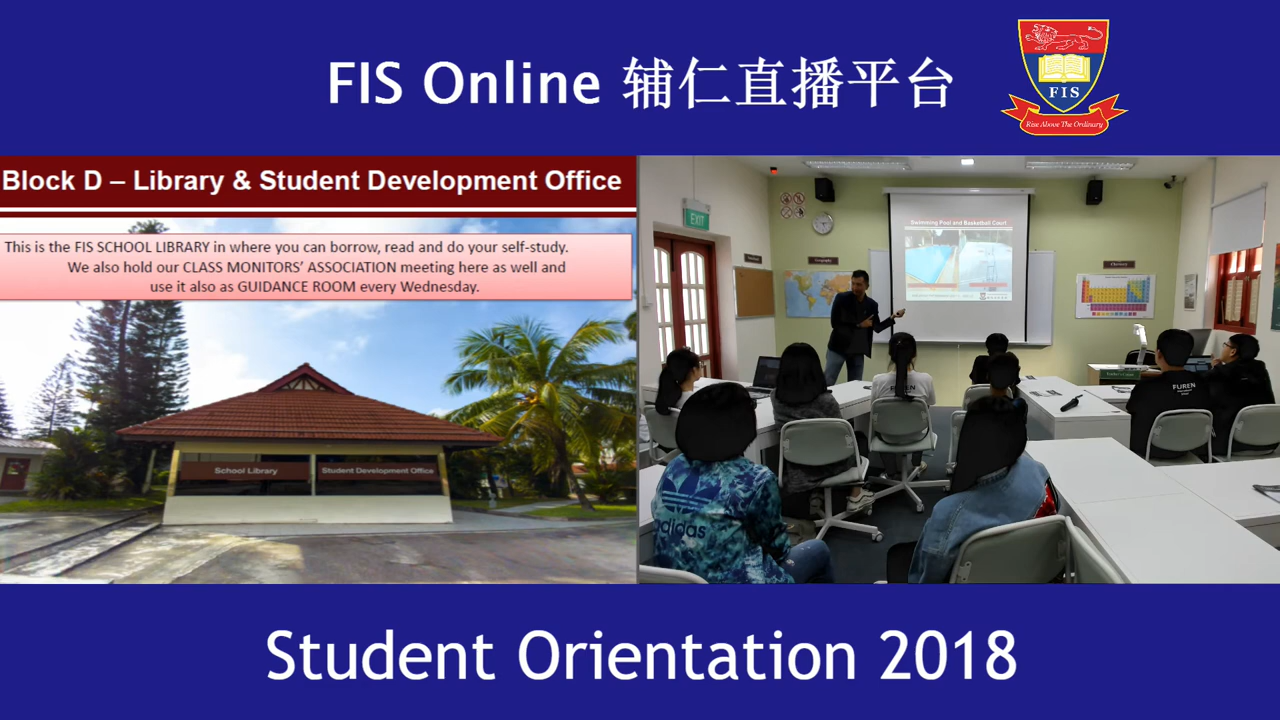 FIS Online 辅仁直播平台
FIS
Rise Above The Ordinary
Block D – Library & Student Development Office
This is the FIS SCHOOL LIBRARY in where you can borrow, read and do your self-study.
We also hold our CLASS MONITORS' ASSOCIATION meeting here as well and
use it also as GUIDANCE ROOM every Wednesday.
School Library
Student Development Office
EXIT
Swimming Pool and Basketball Court
Geography
Chemistry
FUREN
FUREN
adidas
Student Orientation 2018